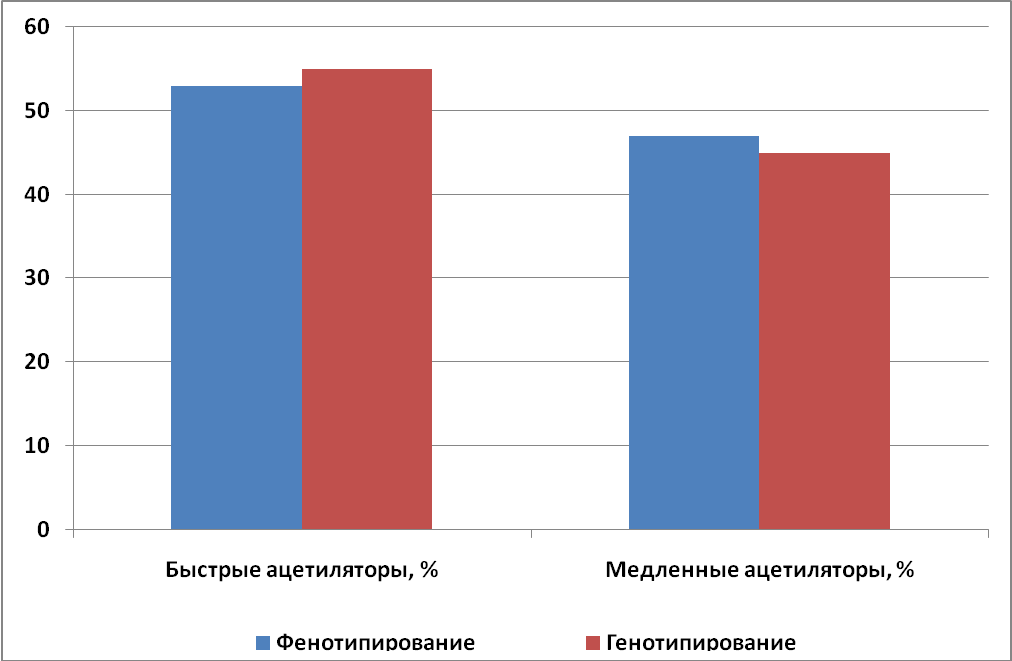 60
50
40
30
20
10
0
Быстрые ацетиляторы, %
Медленные ацетиляторы, %
Фенотипирование
Генотипирование